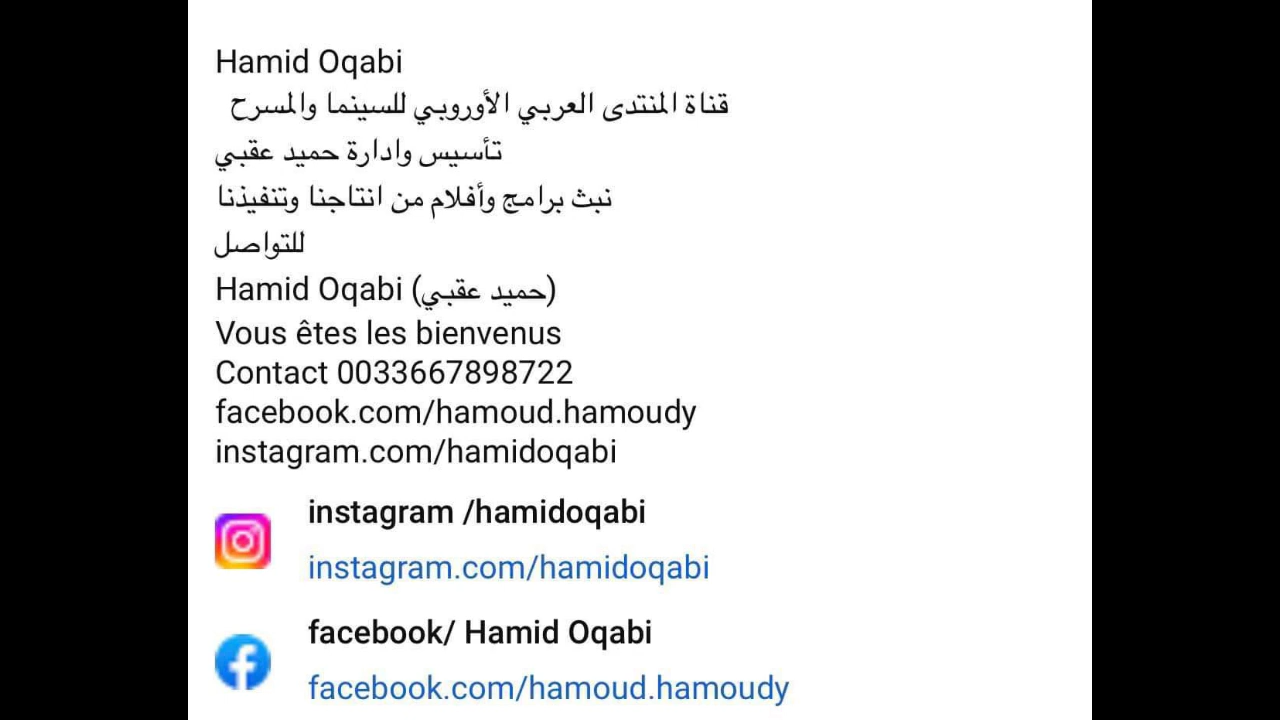 Hamid Oqabi
قناة المنتدى العربي الأوروبي للسينما والمسرح
تأسيس وادارة حميد عقبي
نبث برامج وأفلام من انتاجنا وتنفيذنا
للتواصل
Hamid Oqabi (حميد عقبي)
Vous êtes les bienvenus
Contact 0033667898722
facebook.com/hamoud.hamoudy
instagram.com/hamidoqabi
instagram /hamidoqabi
instagram.com/hamidoqabi
facebook/ Hamid Oqabi
facebook.com/hamoud.hamoudy